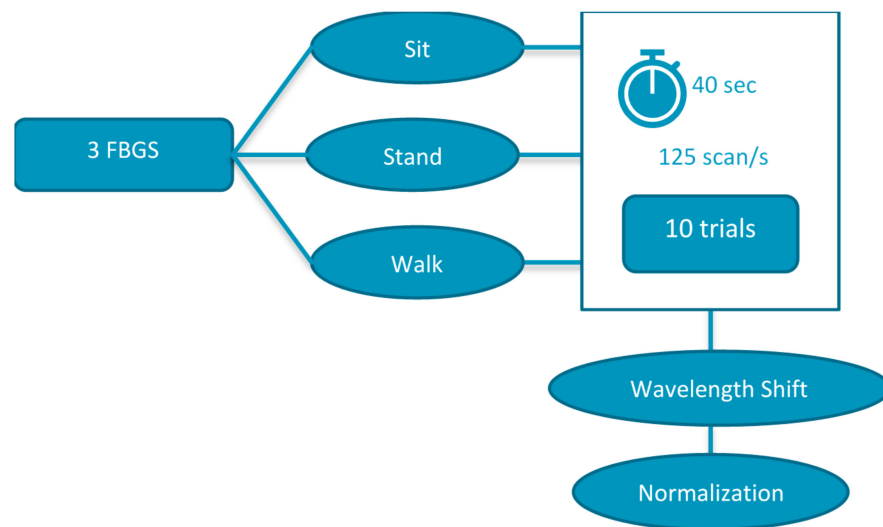 Sit
40 sec
3 FBGS
Stand
125 scan/s
10 trials
Walk
Wavelength Shift
Normalization